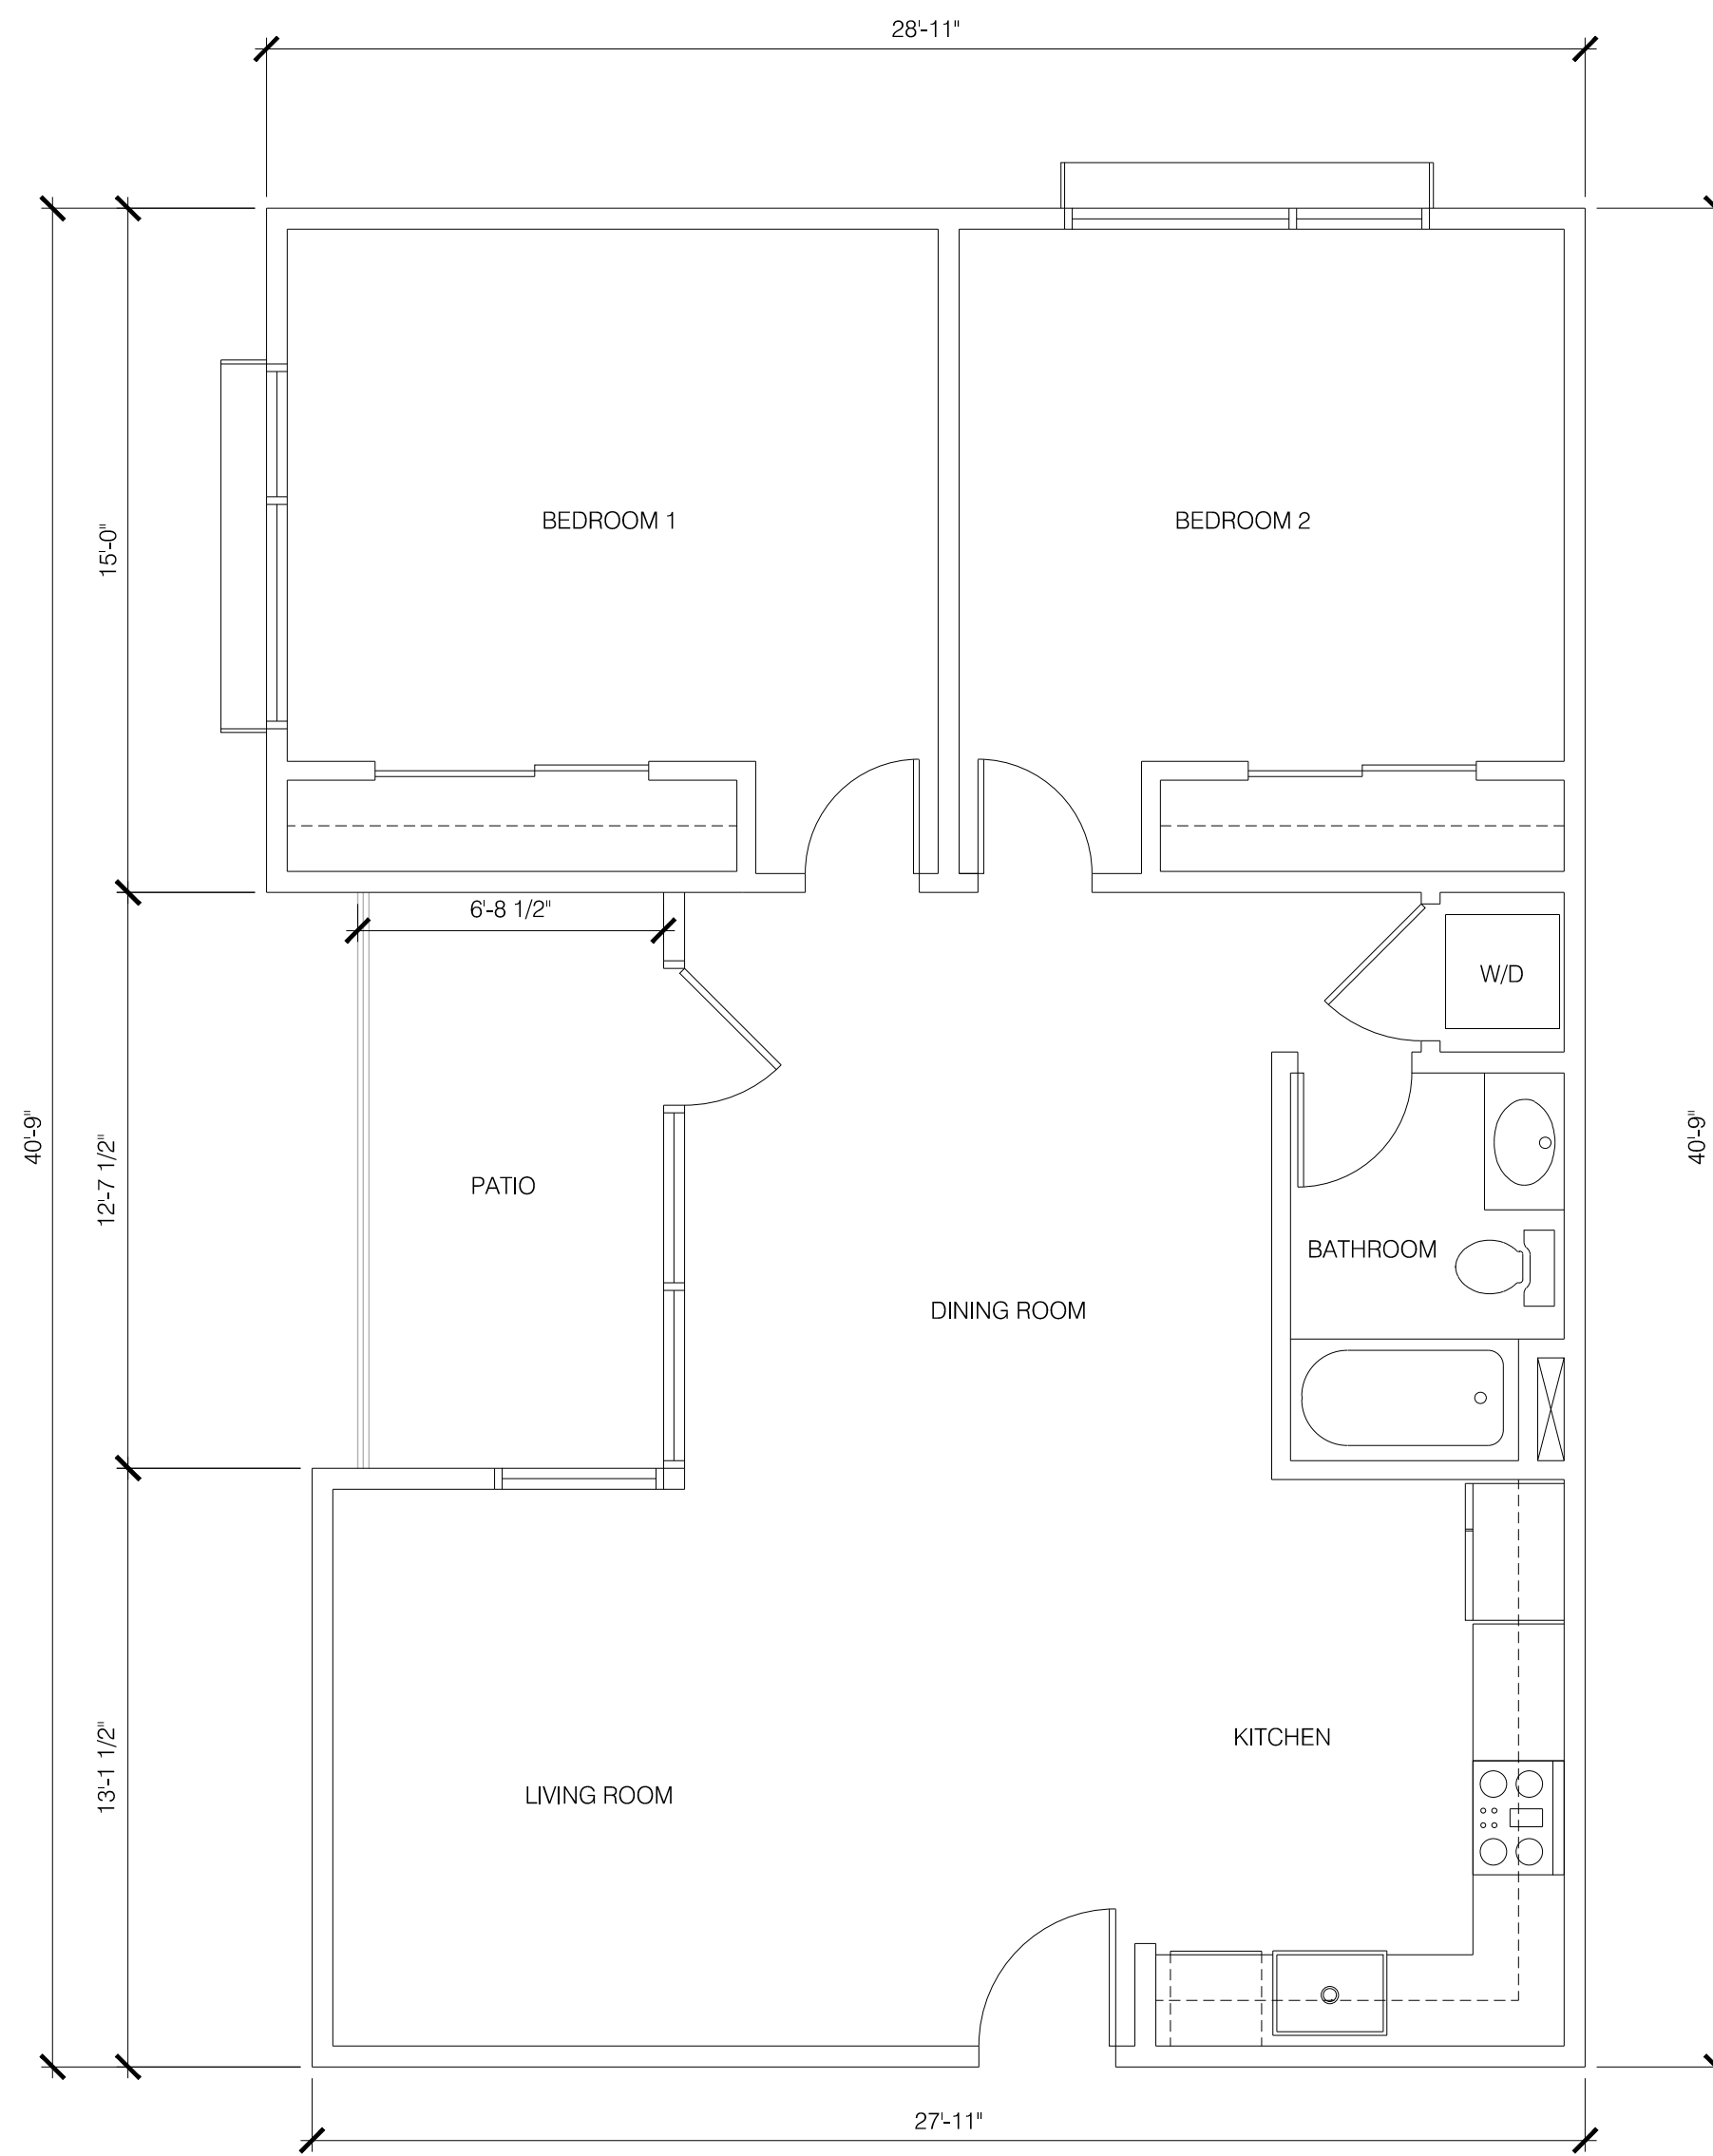 28'-11"
15'-0"
BEDROOM 1
BEDROOM 2
6'-8 1/2"
W/D
40'-9"
12'-7 1/2"
40'-9"
PATIO
BATHROOM
DINING ROOM
KITCHEN
13'-1 1/2"
LIVING ROOM
27'-11"